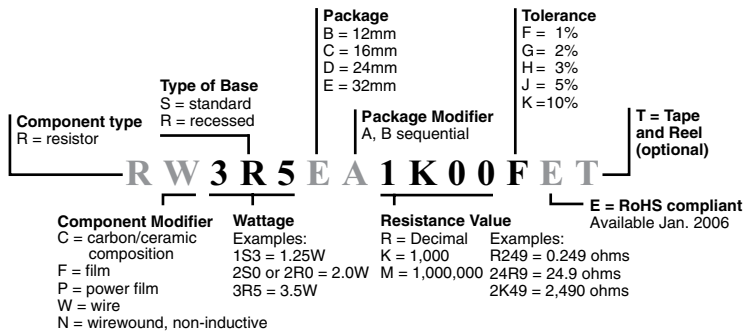 Package
B = 12mm
C = 16mm
D = 24mm
E = 32mm
Tolerance
F = 1%
G = 2%
H = 3%
J = 5%
K =10%
Type of Base
S = standard
R = recessed
Component type
R = resistor
Package Modifier
A, B sequential
T = Tape
and Reel
(optional)
R W 3 R 5 E A 1 K 0 0 F E T
E = RoHS compliant
Available Jan. 2006
Component Modifier
C = carbon/ceramic
composition
F = film
P = power film
W = wire
N = wirewound, non-inductive
Wattage
Examples:
1S3 = 1.25W
2S0 or 2R0 = 2.0W
3R5 = 3.5W
Resistance Value
R = Decimal
K = 1,000
M = 1,000,000
Examples:
R249 = 0.249 ohms
24R9 = 24.9 ohms
2K49 = 2,490 ohms